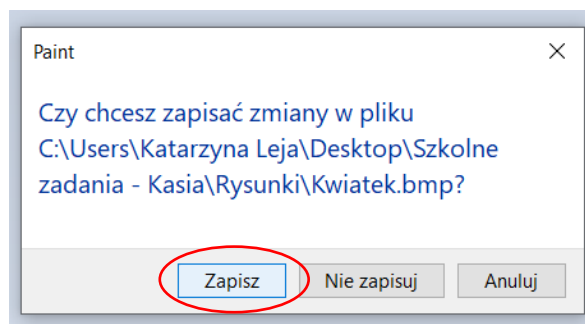 Paint
Czy chcesz zapisać zmiany w pliku
C:\Users\Katarzyna Leja\Desktop\Szkolne
zadania - Kasia\Rysunki\Kwiatek.bmp?
Zapisz Nie zapisuj Anuluj